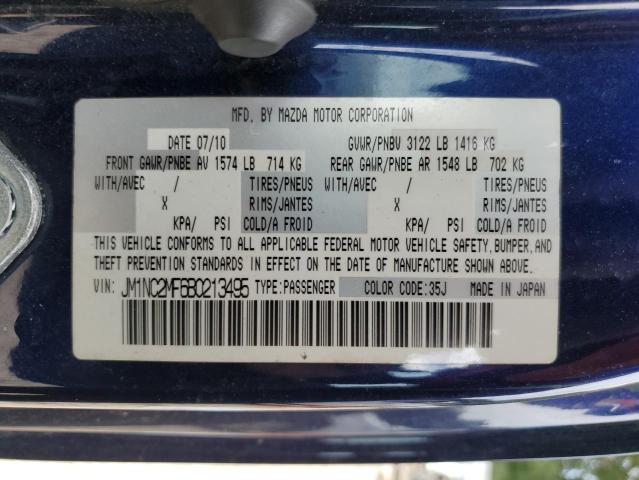 MFD. BY MAZDA MOTOR CORPORATION
DATE 07/10 GVWR/PNBV 3122 LB 1416 KG
FRONT GAWR/PNBE AV 1574 LB 714 KG REAR GAWR/PNBE AR 1548 LB 702 KG
WITH/AVEC / TIRES/PNEUS WITH/AVEC / TIRES/PNEUS
X RIMS/JANTES X RIMS/JANTES
KPA/ PSI COLD/A FROID KPA/ PSI COLD/A FROID
THIS VEHICLE CONFORMS TO ALL APPLICABLE FEDERAL MOTOR VEHICLE SAFETY, BUMPER, AND
THEFT PREVENTION STANDARDS IN EFFECT ON THE DATE OF MANUFACTURE SHOWN ABOVE.
VIN: JM1NC2MF6B0213495 TYPE:PASSENGER COLOR CODE:35J MADE IN JAPAN